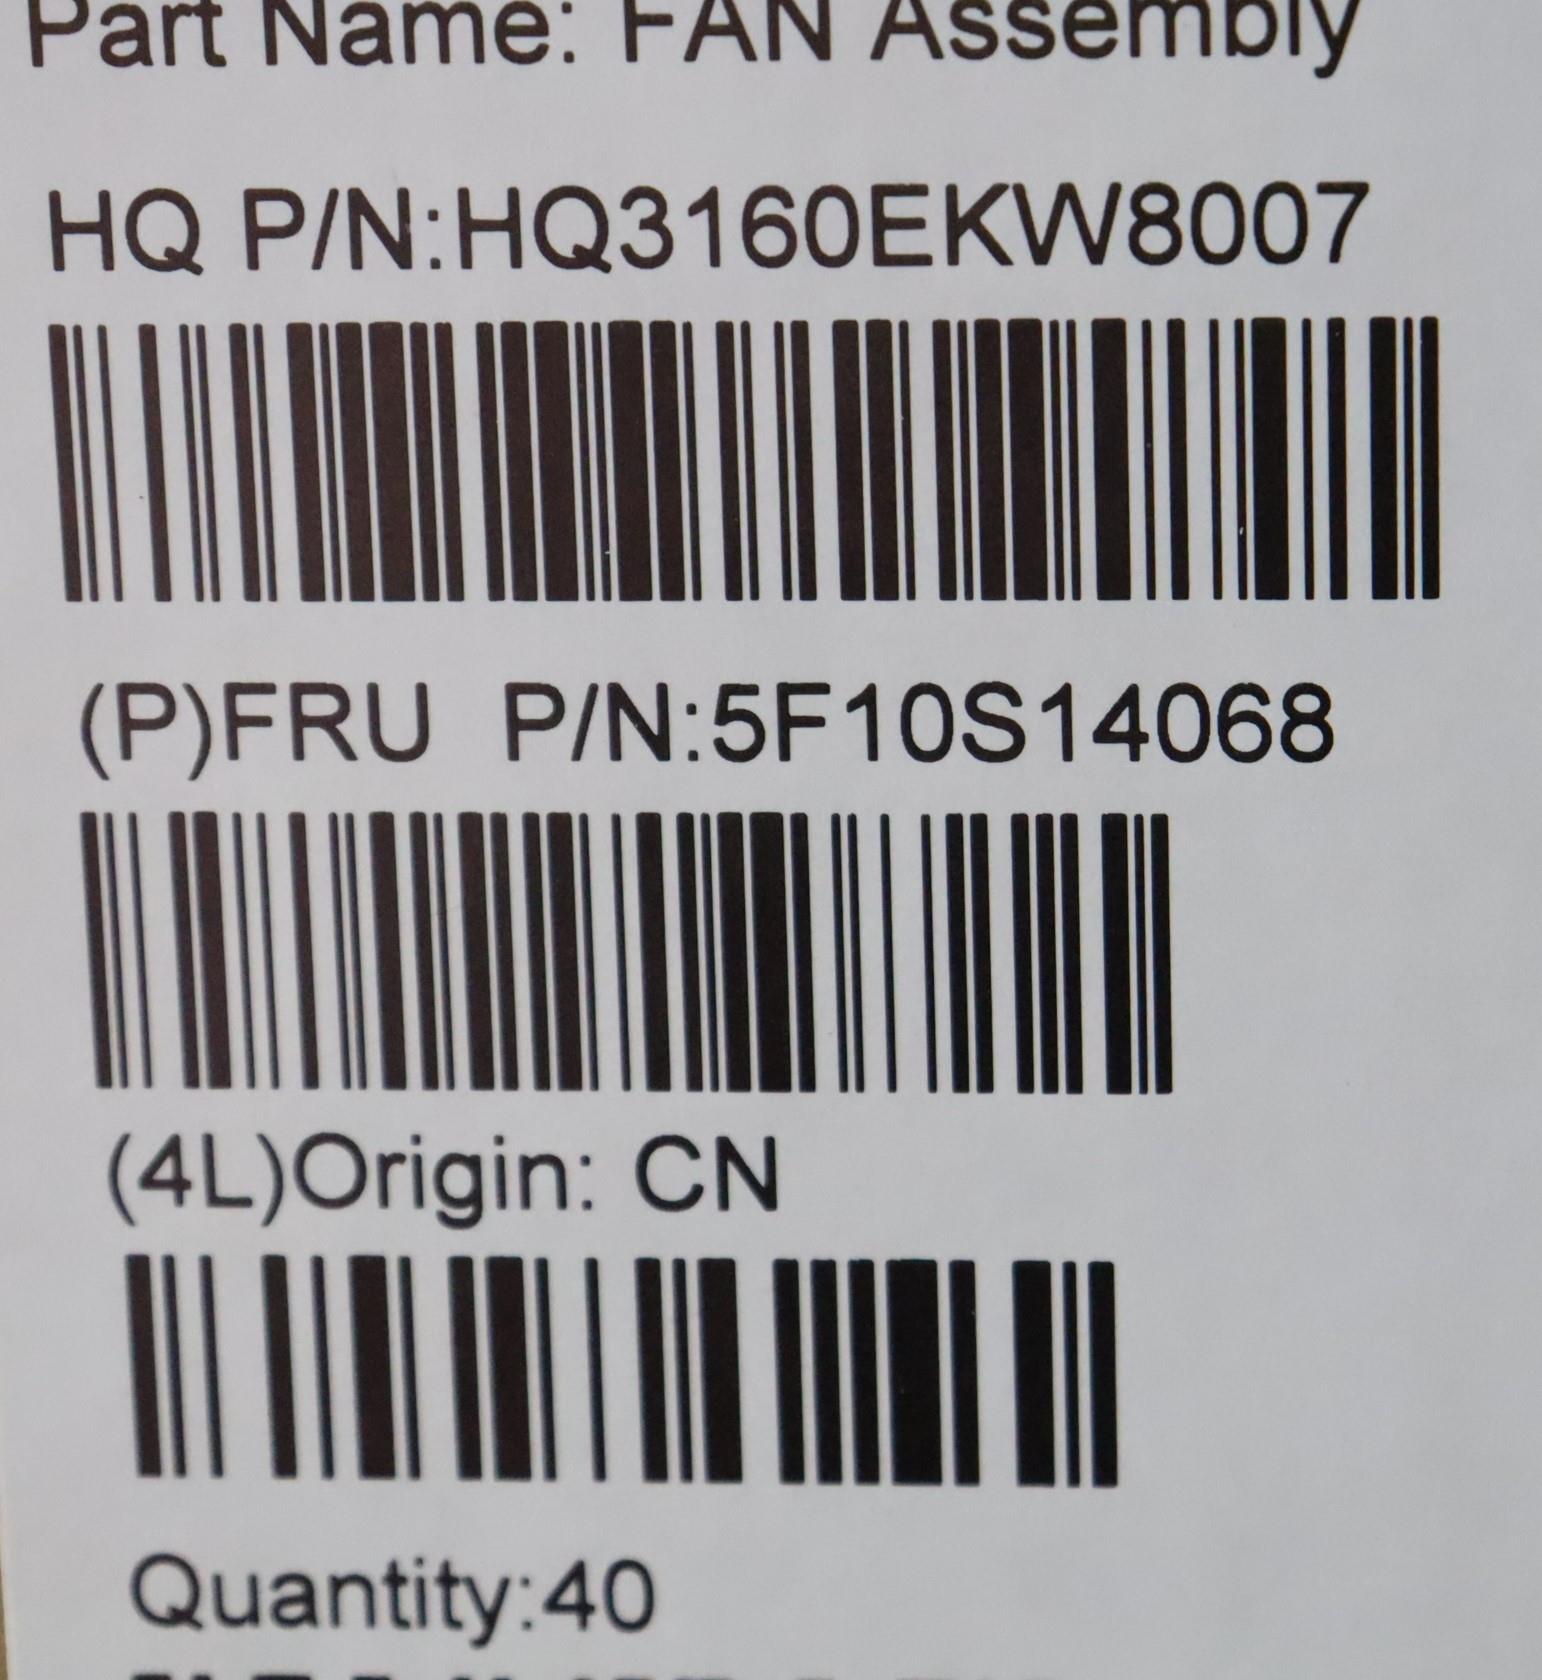 Part Name: FAN Assembly
HQ P/N:HQ3160EKW8007
(P)FRU P/N:5F10S14068
(4L)Origin: CN
Quantity:40